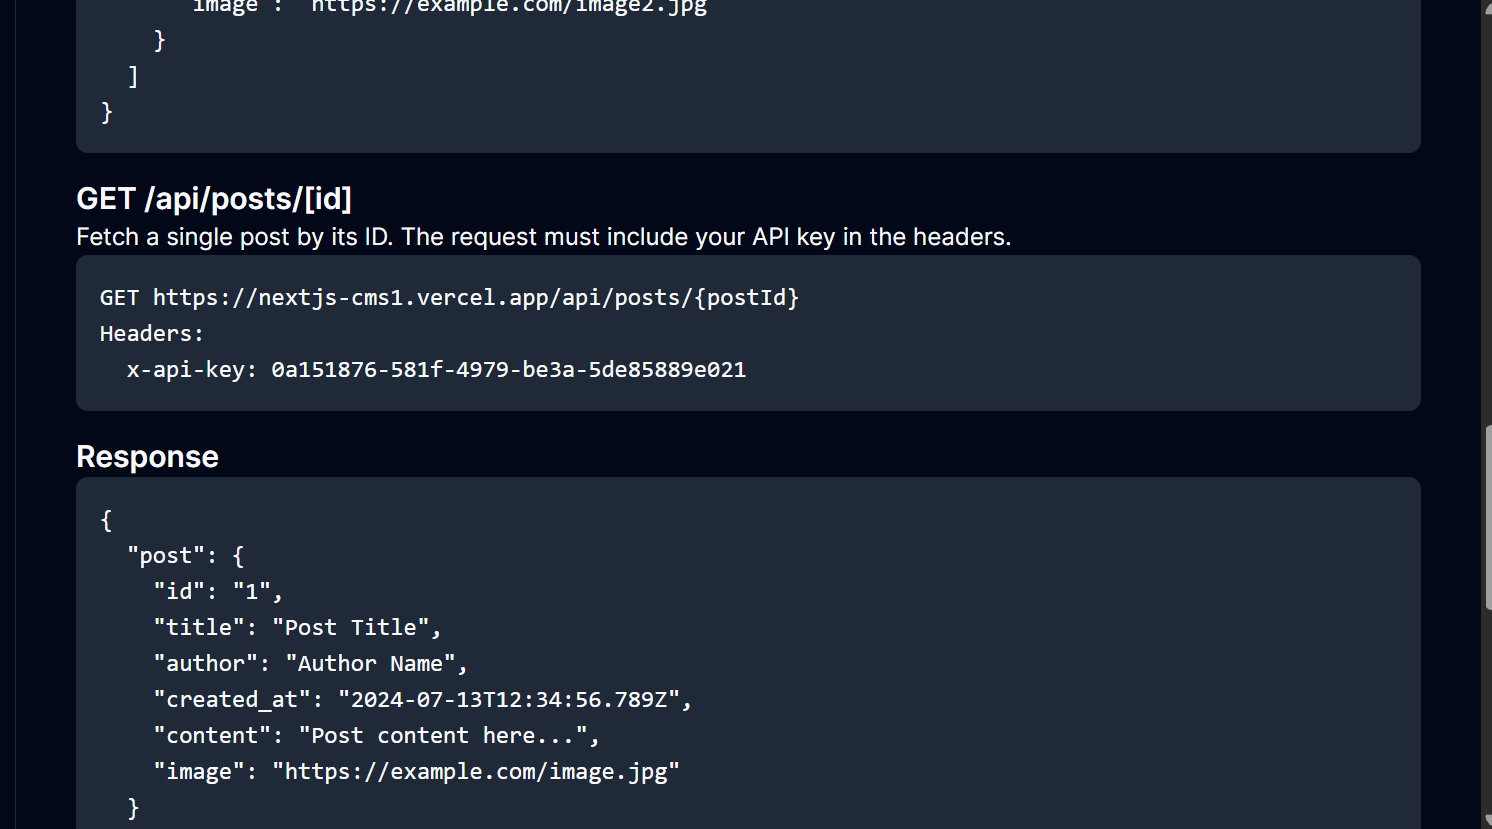 image": "https://example.com/image2.jpg
}
]
}
GET /api/posts/[id]
Fetch a single post by its ID. The request must include your API key in the headers.
GET https://nextjs-cms1.vercel.app/api/posts/{postId}
Headers:
x-api-key: 0a151876-581f-4979-be3a-5de85889e021
Response
{
"post": {
"id": "1",
"title": "Post Title",
"author": "Author Name",
"created_at": "2024-07-13T12:34:56.789Z",
"content": "Post content here...",
"image": "https://example.com/image.jpg"
}